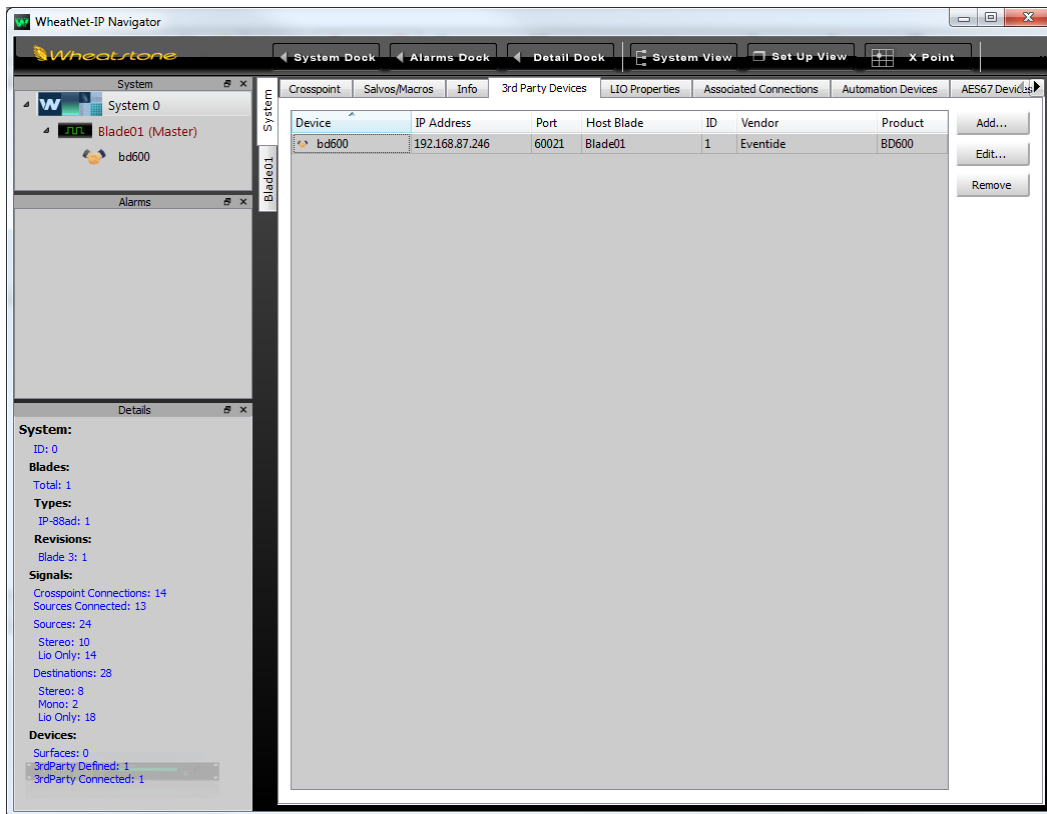 WheatNet-IP Navigator
Wheatstone
System Dock Alarms Dock Detail Dock System View Set Up View X Point
System
System 0
Blade01 (Master)
bd600
Alarms
Details
System:
ID: 0
Blades:
Total: 1
Types:
IP-88ad: 1
Revisions:
Blade 3: 1
Signals:
Crosspoint Connections: 14
Sources Connected: 13
Sources: 24
Stereo: 10
Lio Only: 14
Destinations: 28
Stereo: 8
Mono: 2
Lio Only: 18
Devices:
Surfaces: 0
3rdParty Defined: 1
3rdParty Connected: 1
System
Blade01
Crosspoint Salvos/Macros Info 3rd Party Devices LIO Properties Associated Connections Automation Devices AES67 Devices
Device IP Address Port Host Blade ID Vendor Product
bd600 192.168.87.246 60021 Blade01 1 Eventide BD600
Add...
Edit...
Remove